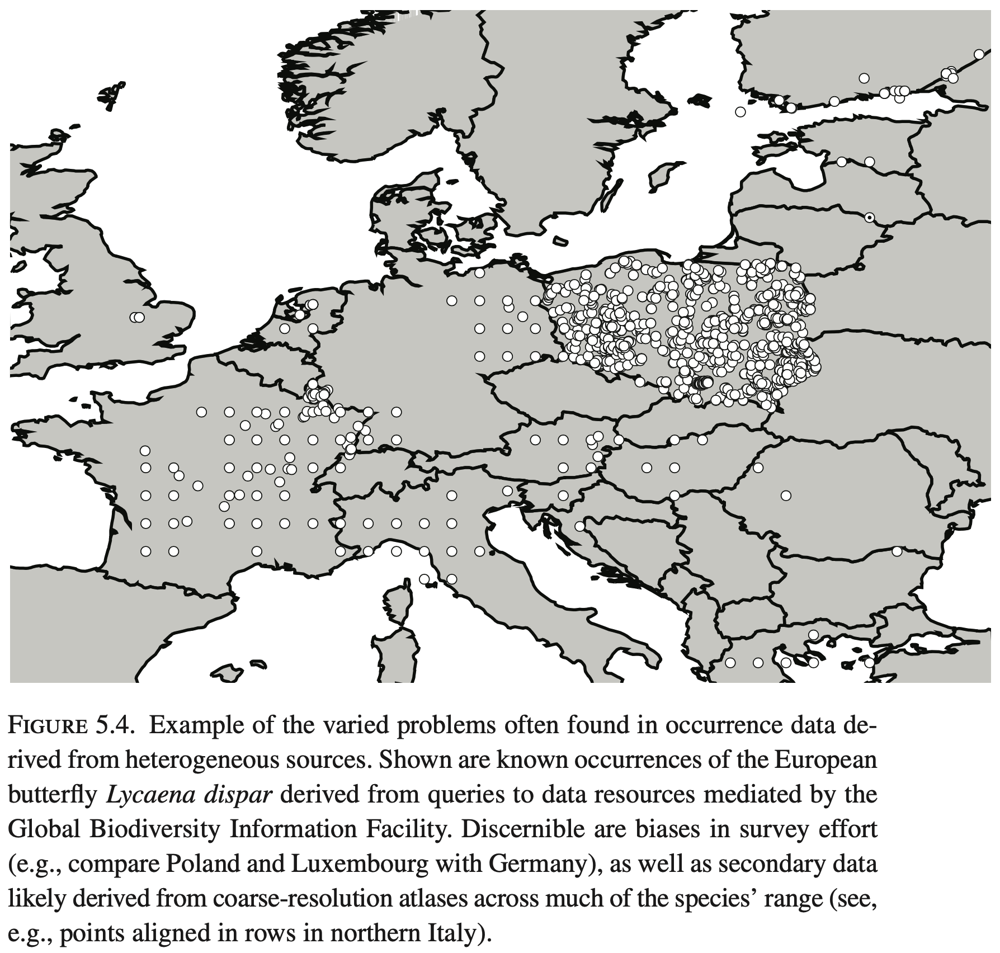 FIGURE 5.4. Example of the varied problems often found in occurrence data de-
rived from heterogeneous sources. Shown are known occurrences of the European
butterfly Lycaena dispar derived from queries to data resources mediated by the
Global Biodiversity Information Facility. Discernible are biases in survey effort
(e.g., compare Poland and Luxembourg with Germany), as well as secondary data
likely derived from coarse-resolution atlases across much of the species’ range (see,
e.g., points aligned in rows in northern Italy).